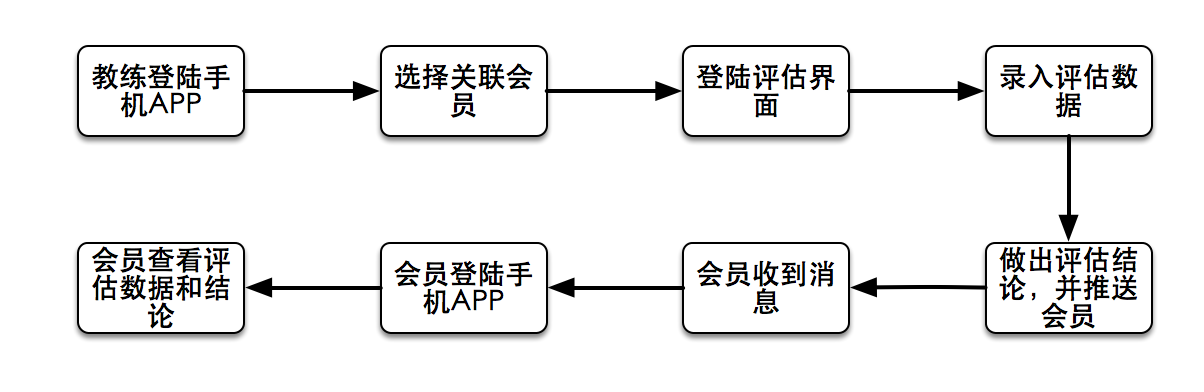 教练登陆手
机APP
选择关联会
员
登陆评估界
面
录入评估数
据
做出评估结
论，并推送
会员
会员收到消
息
会员登陆手
机APP
会员查看评
估数据和结
论